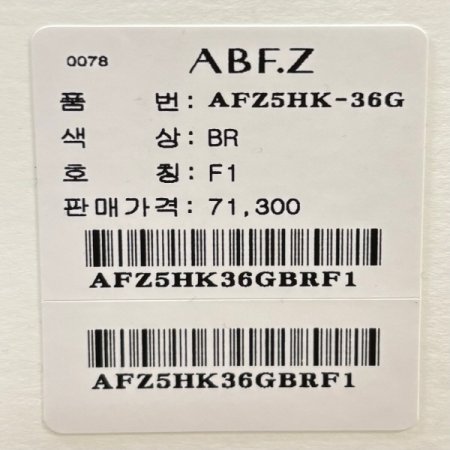 0078 ABF.Z
품 번: AFZ5HK-36G
색 상: BR
호 칭: F1
판매가격: 71,300
AFZ5HK36GBRF1
AFZ5HK36GBRF1